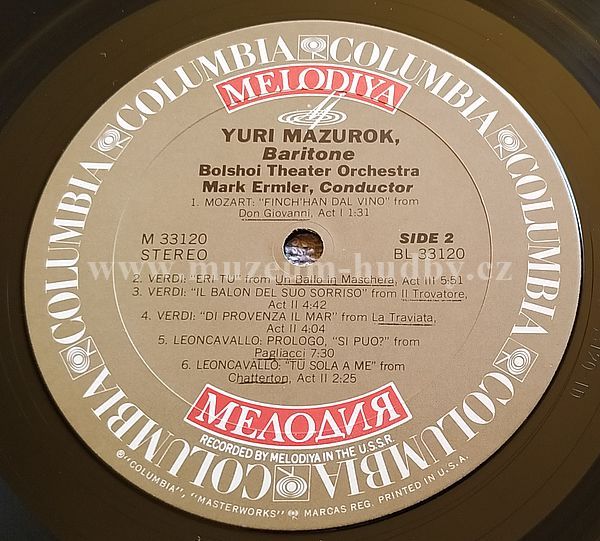 COLUMBIA COLUMBIA COLUMBIA COLUMBIA COLUMBIA COLUMBIA
MELODIYA
YURI MAZUROK,
Baritone
Bolshoi Theater Orchestra
Mark Ermler, Conductor
1. MOZART: "FINCH'HAN DAL VINO" from
Don Giovanni, Act I 1:31
M 33120
STEREO
SIDE 2
BL 33120
www.muzeum-hudby.cz
2. VERDI: "ERI TU" from Un Ballo in Maschera, Act III 5:51
3. VERDI: "IL BALON DEL SUO SORRISO" from Il Trovatore,
Act II 4:42
4. VERDI: "DI PROVENZA IL MAR" from La Traviata,
Act II 4:04
5. LEONCAVALLO: PROLOGO, "SI PUO?" from
Pagliacci 7:30
6. LEONCAVALLO: "TU SOLA A ME" from
Chatterton, Act II 2:25
МЕЛОДИЯ
RECORDED BY MELODIYA IN THE U.S.S.R.
℗ "COLUMBIA", "MASTERWORKS" MARCAS REG. PRINTED IN U.S.A.